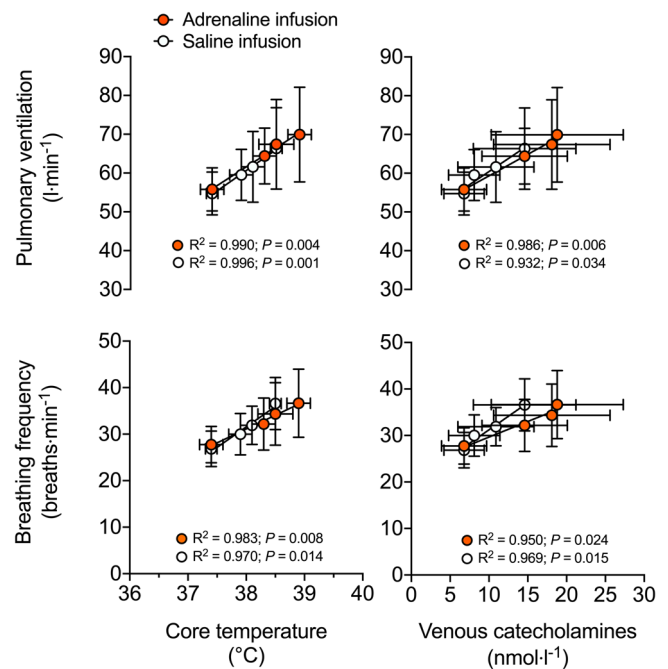 Adrenaline infusion
Saline infusion
Pulmonary ventilation
(l·min⁻¹)
90
80
70
60
50
40
30
R² = 0.990; P = 0.004
R² = 0.996; P = 0.001
90
80
70
60
50
40
30
R² = 0.986; P = 0.006
R² = 0.932; P = 0.034
Breathing frequency
(breaths·min⁻¹)
50
40
30
20
10
0
R² = 0.983; P = 0.008
R² = 0.970; P = 0.014
36 37 38 39 40
Core temperature
(°C)
50
40
30
20
10
0
R² = 0.950; P = 0.024
R² = 0.969; P = 0.015
0 5 10 15 20 25 30
Venous catecholamines
(nmol·l⁻¹)